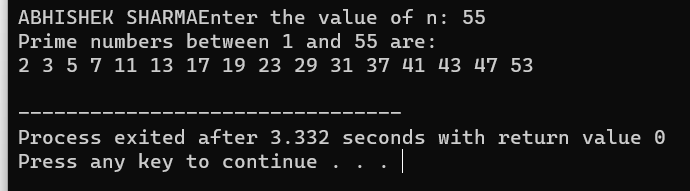 ABHISHEK SHARMAEnter the value of n: 55
Prime numbers between 1 and 55 are:
2 3 5 7 11 13 17 19 23 29 31 37 41 43 47 53
--------------------------------
Process exited after 3.332 seconds with return value 0
Press any key to continue . . .